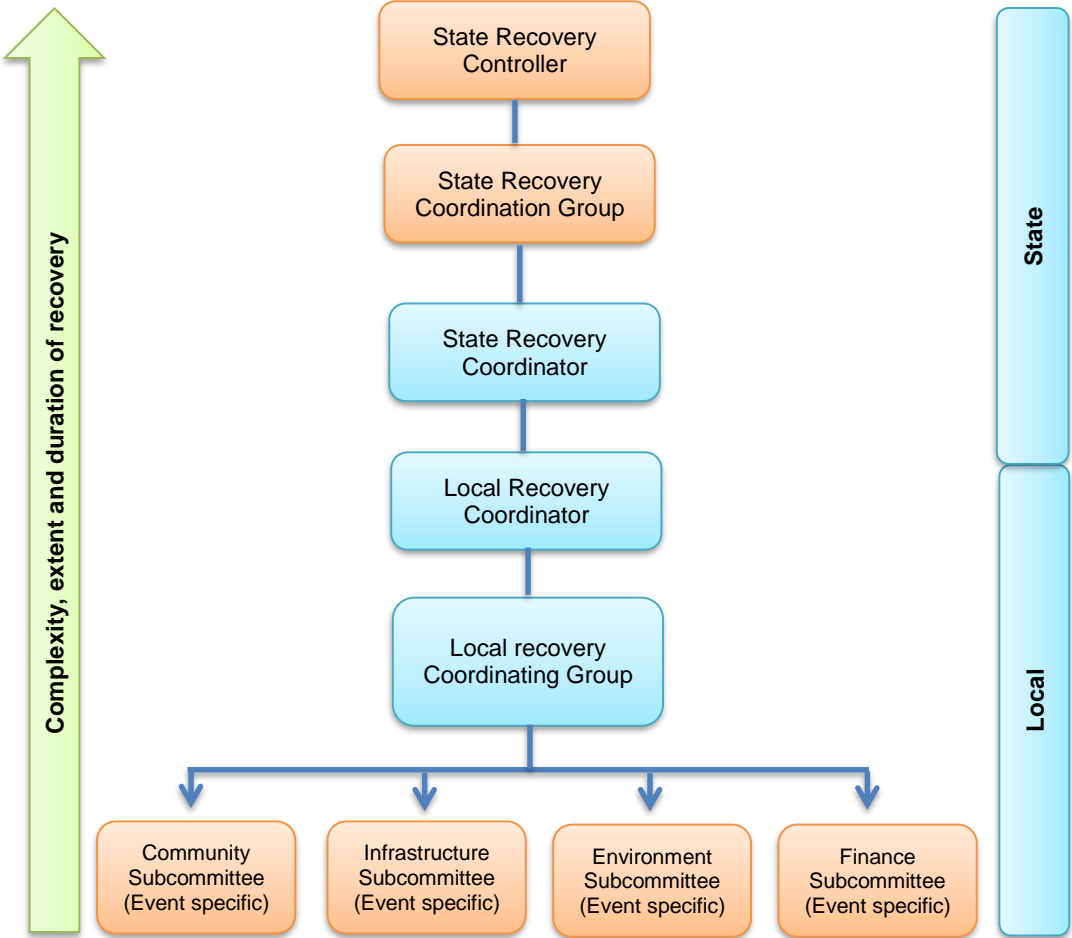 State Recovery
Controller
State Recovery
Coordination Group
State Recovery
Coordinator
Local Recovery
Coordinator
Local recovery
Coordinating Group
Community
Subcommittee
(Event specific)
Infrastructure
Subcommittee
(Event specific)
Environment
Subcommittee
(Event specific)
Finance
Subcommittee
(Event specific)
Complexity, extent and duration of recovery
State
Local